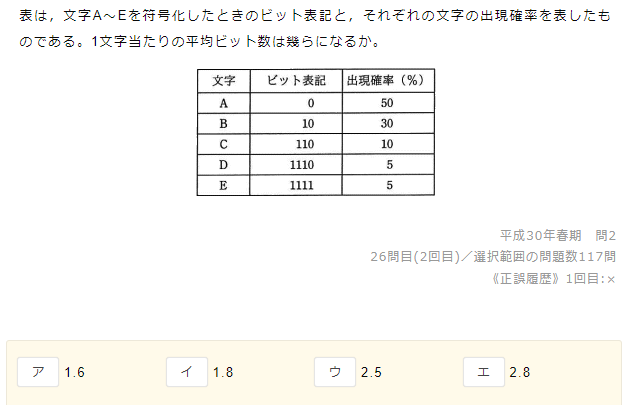 表は，文字A～Eを符号化したときのビット表記と，それぞれの文字の出現確率を表したも
のである。1文字当たりの平均ビット数は幾らになるか。
文字 ビット表記 出現確率（％）
A 0 50
B 10 30
C 110 10
D 1110 5
E 1111 5
平成30年春期　問2
26問目(2回目)／選択範囲の問題数117問
《正誤履歴》1回目:×
ア 1.6 イ 1.8 ウ 2.5 エ 2.8